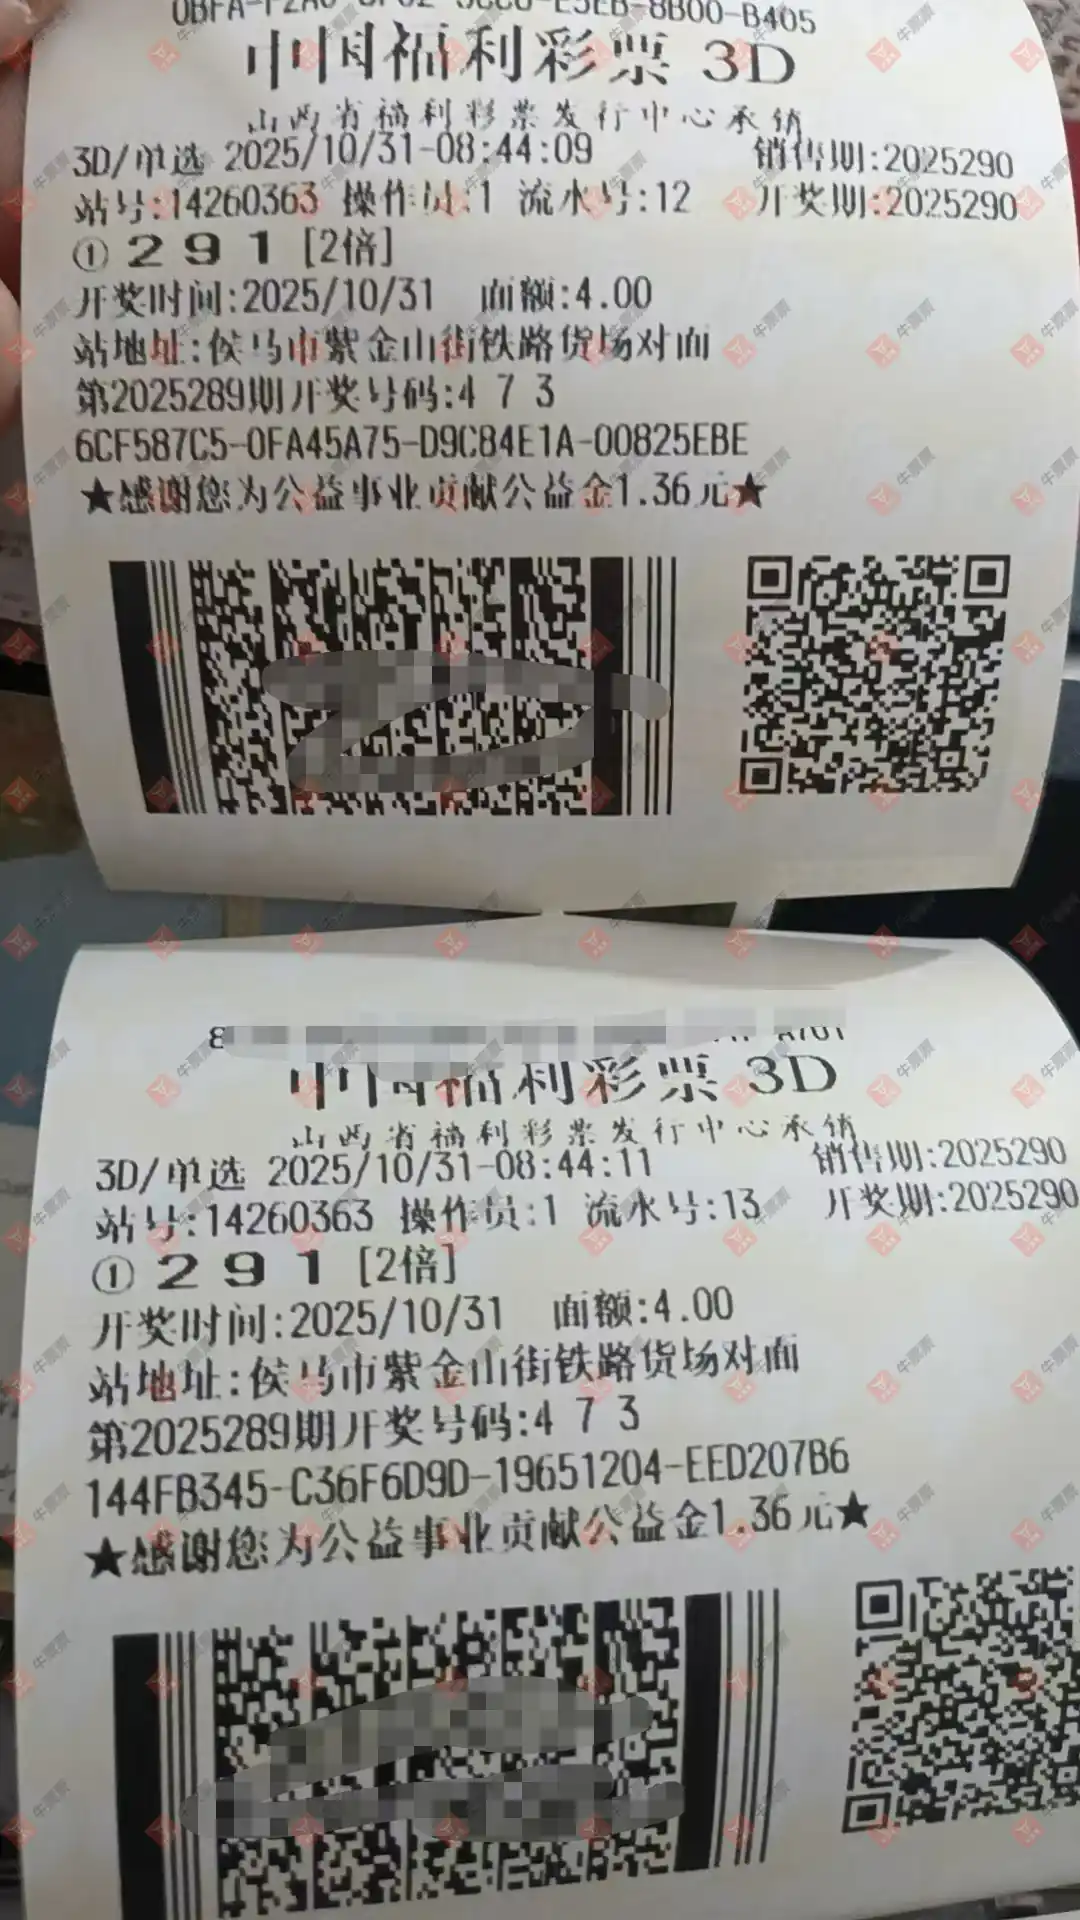 中国福利彩票 3D
山西省福利彩票发行中心承销
3D/单选 2025/10/31-08:44:09 销售期:2025290
站号:14260363 操作员:1 流水号:12 开奖期:2025290
① 2 9 1 [2倍]
开奖时间:2025/10/31 面额:4.00
站地址:侯马市紫金山街铁路货场对面
第2025289期开奖号码:4 7 3
6CF587C5-0FA45A75-D9C84E1A-00825EBE
★感谢您为公益事业贡献公益金1.36元★
中国福利彩票 3D
山西省福利彩票发行中心承销
3D/单选 2025/10/31-08:44:11 销售期:2025290
站号:14260363 操作员:1 流水号:13 开奖期:2025290
① 2 9 1 [2倍]
开奖时间:2025/10/31 面额:4.00
站地址:侯马市紫金山街铁路货场对面
第2025289期开奖号码:4 7 3
144FB345-C36F6D9D-19651204-EED207B6
★感谢您为公益事业贡献公益金1.36元★